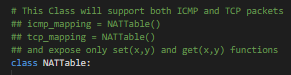 # This Class will support both ICMP and TCP packets
## icmp_mapping = NATTable()
## tcp_mapping = NATTable()
## and expose only set(x,y) and get(x,y) functions
class NATTable: